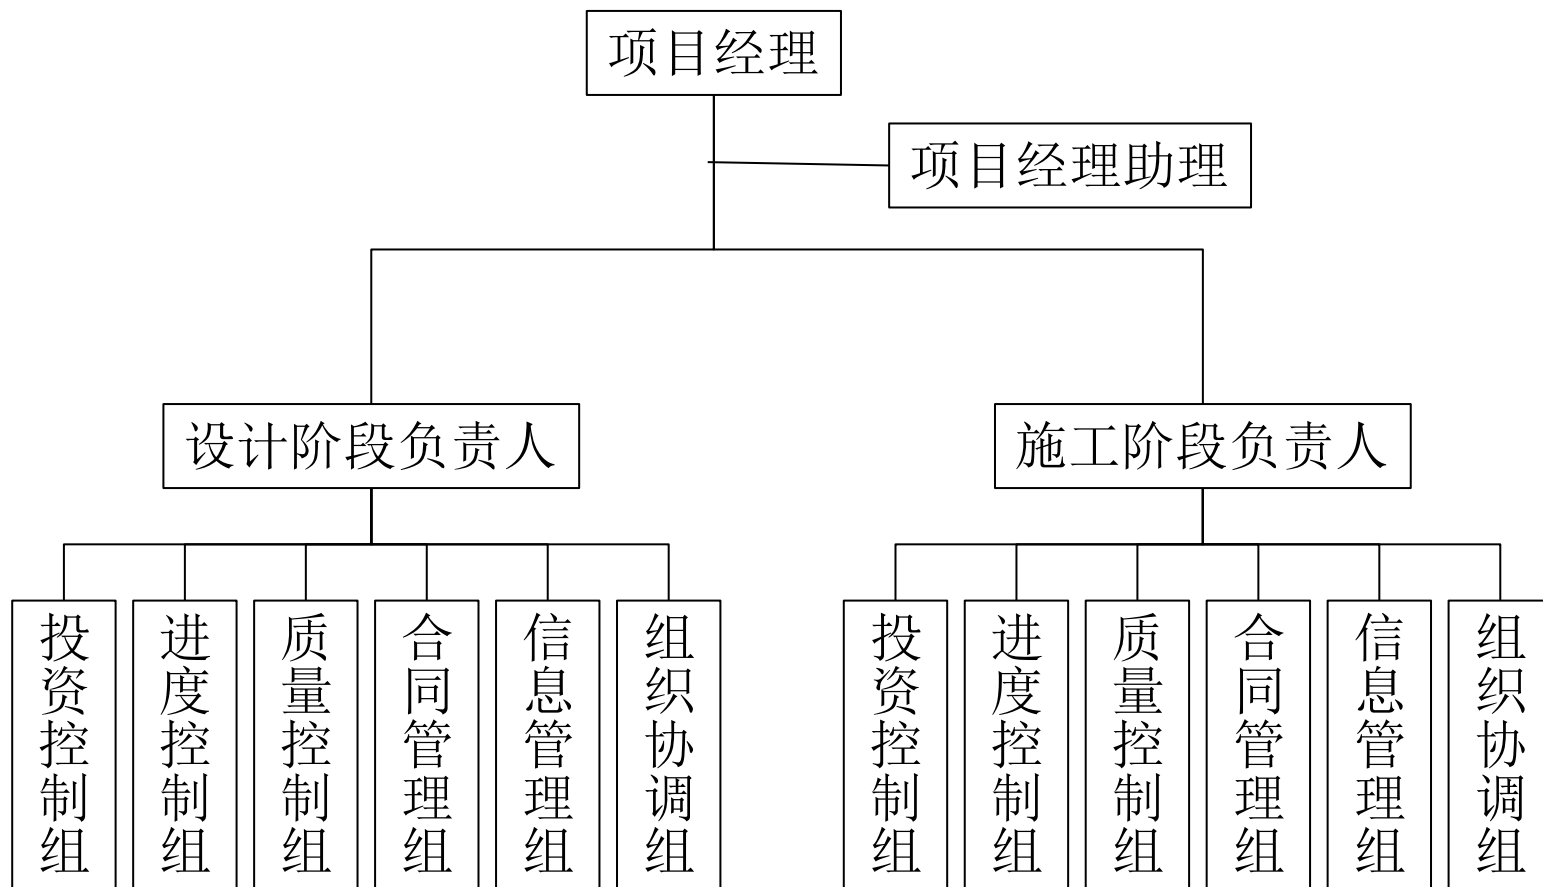 项目经理
项目经理助理
设计阶段负责人
施工阶段负责人
投资控制组
进度控制组
质量控制组
合同管理组
信息管理组
组织协调组
投资控制组
进度控制组
质量控制组
合同管理组
信息管理组
组织协调组